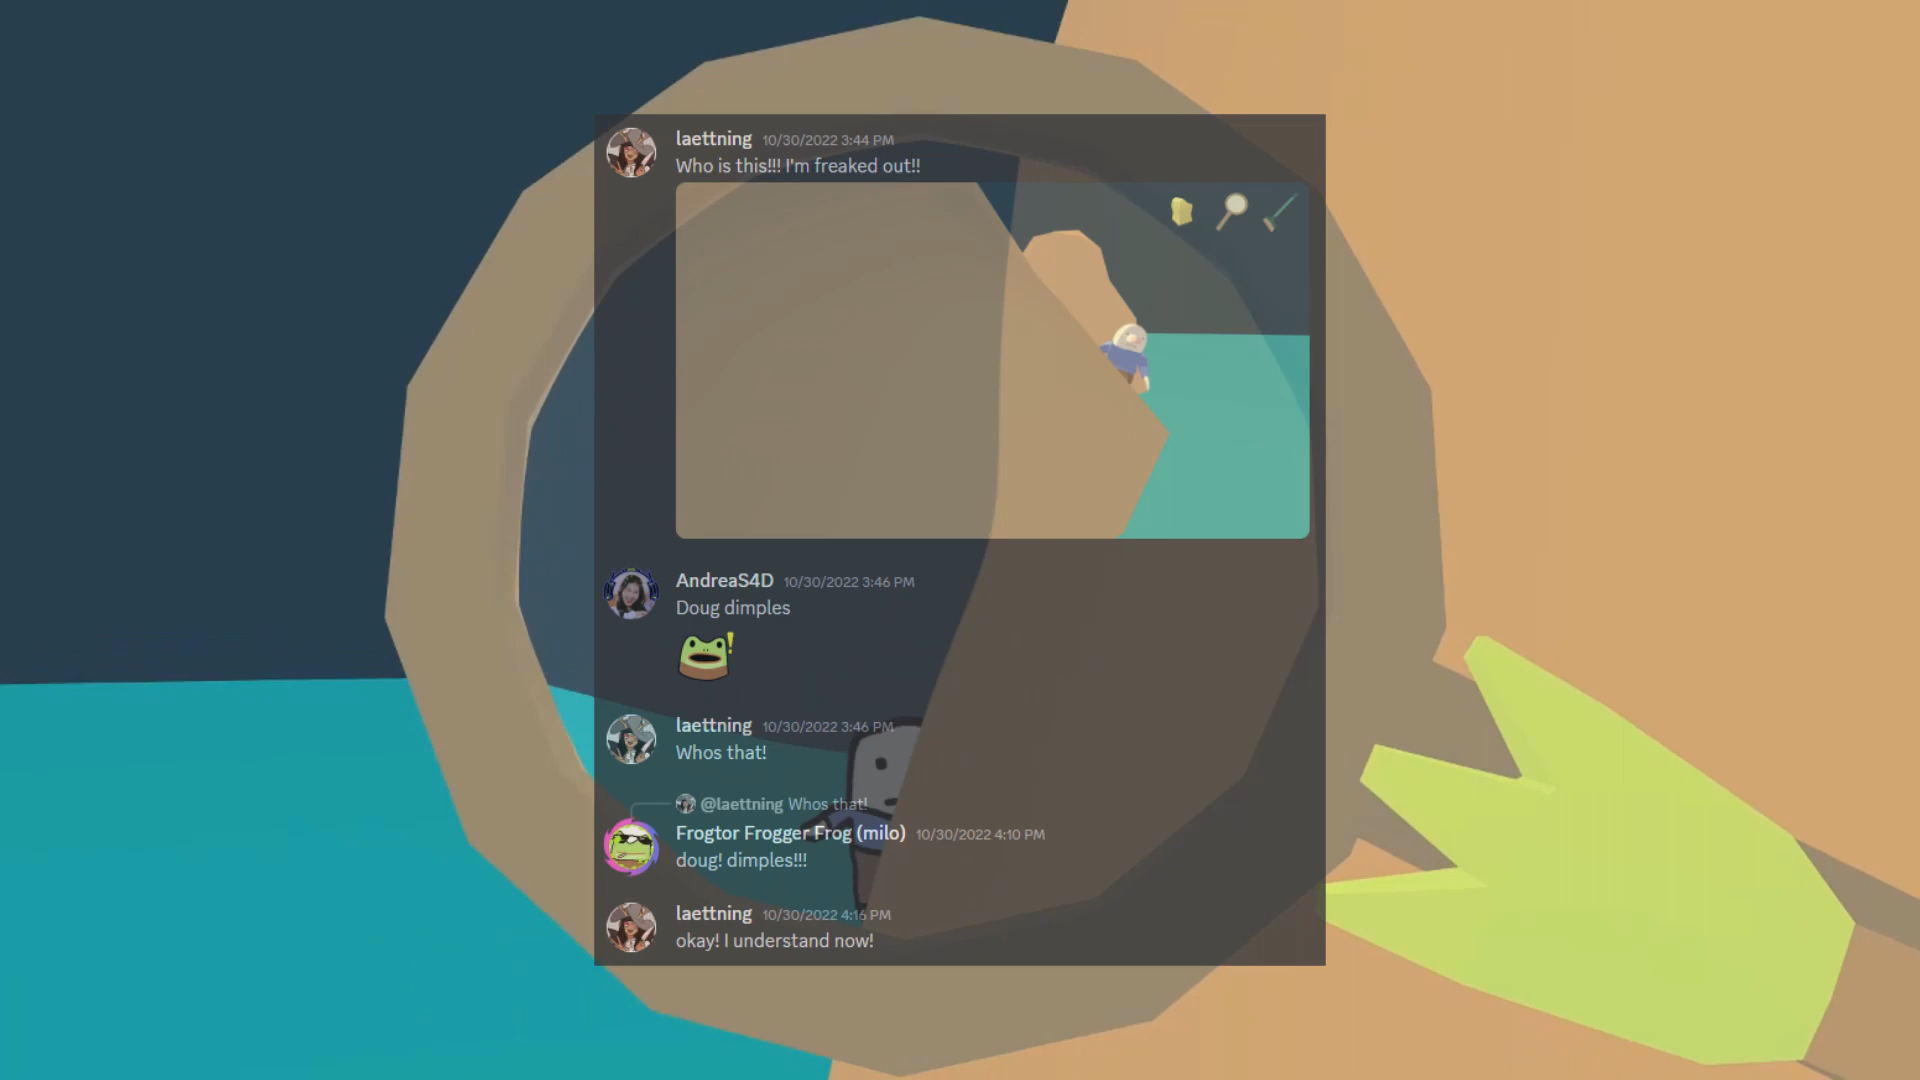 laettning 10/30/2022 3:44 PM
Who is this!!! I'm freaked out!!
AndreaS4D 10/30/2022 3:46 PM
Doug dimples
laettning 10/30/2022 3:46 PM
Whos that!
@laettning Whos that!
Frogtor Frogger Frog (milo) 10/30/2022 4:10 PM
doug! dimples!!!
laettning 10/30/2022 4:16 PM
okay! I understand now!